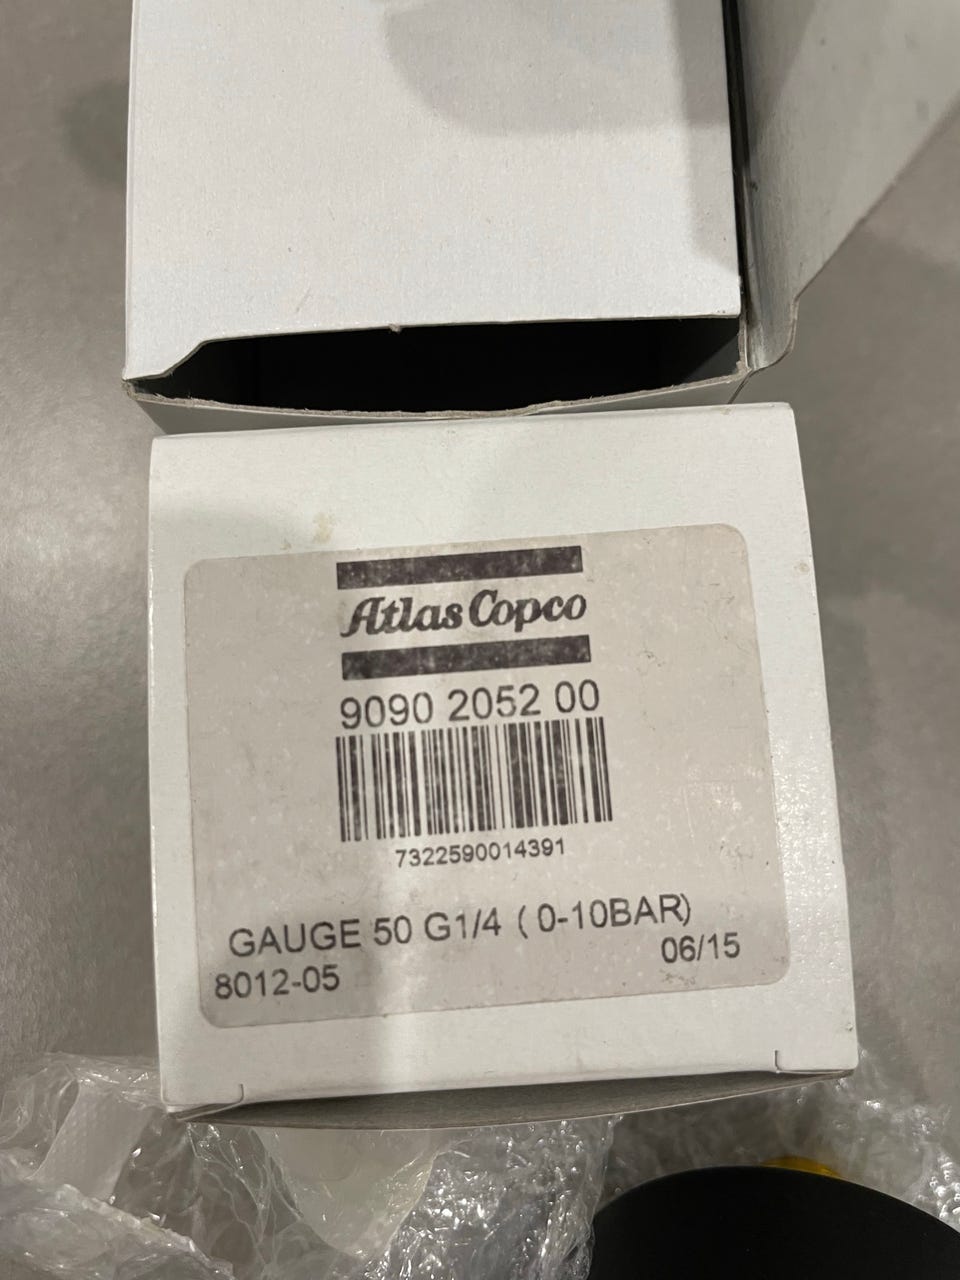 Atlas Copco
9090 2052 00
7322590014391
GAUGE 50 G1/4 ( 0-10BAR)
8012-05
06/15